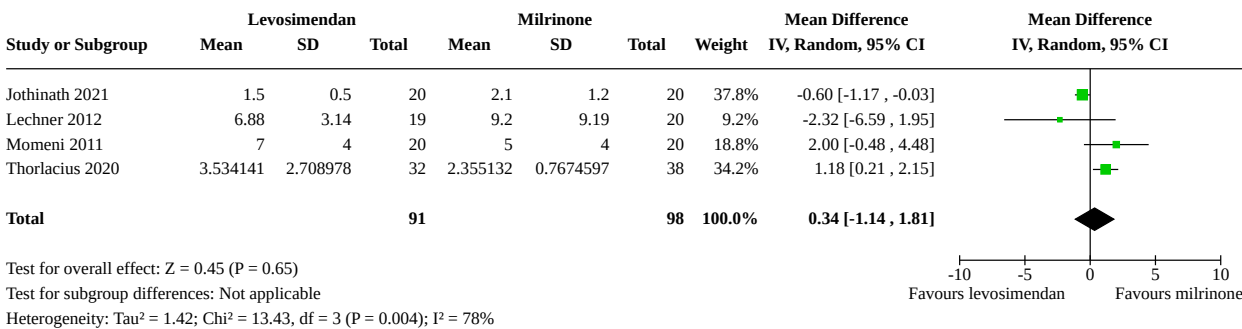 Levosimendan Milrinone Mean Difference Mean Difference
Study or Subgroup Mean SD Total Mean SD Total Weight IV, Random, 95% CI IV, Random, 95% CI
Jothinath 2021 1.5 0.5 20 2.1 1.2 20 37.8% -0.60 [-1.17 , -0.03]
Lechner 2012 6.88 3.14 19 9.2 9.19 20 9.2% -2.32 [-6.59 , 1.95]
Momeni 2011 7 4 20 5 4 20 18.8% 2.00 [-0.48 , 4.48]
Thorlacius 2020 3.534141 2.708978 32 2.355132 0.7674597 38 34.2% 1.18 [0.21 , 2.15]
Total 91 98 100.0% 0.34 [-1.14 , 1.81]
Test for overall effect: Z = 0.45 (P = 0.65) -10 -5 0 5 10
Test for subgroup differences: Not applicable Favours levosimendan Favours milrinone
Heterogeneity: Tau² = 1.42; Chi² = 13.43, df = 3 (P = 0.004); I² = 78%